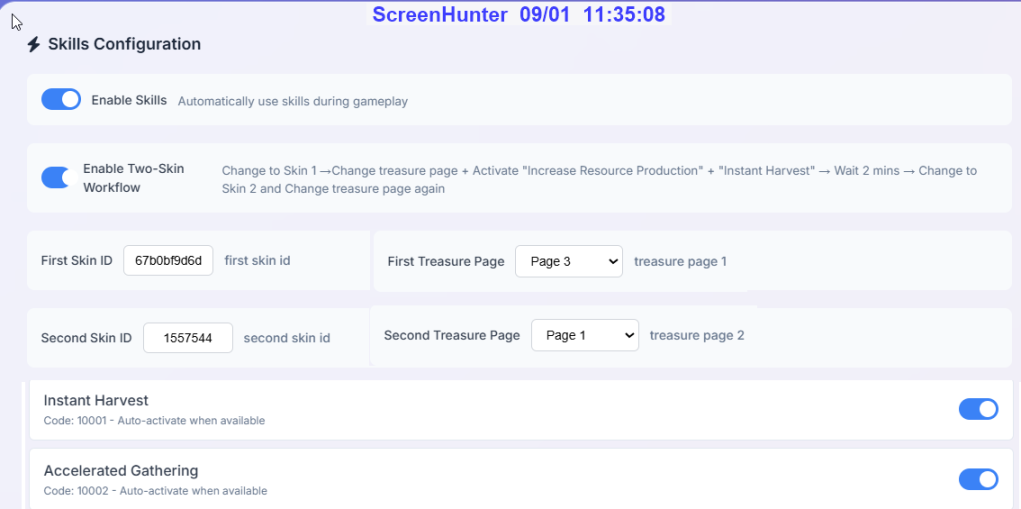 ScreenHunter 09/01 11:35:08
Skills Configuration
Enable Skills Automatically use skills during gameplay
Enable Two-Skin
Workflow
Change to Skin 1 →Change treasure page + Activate "Increase Resource Production" + "Instant Harvest" → Wait 2 mins → Change to
Skin 2 and Change treasure page again
First Skin ID 67b0bf9d6d first skin id
First Treasure Page Page 3 treasure page 1
Second Skin ID 1557544 second skin id
Second Treasure Page Page 1 treasure page 2
Instant Harvest
Code: 10001 - Auto-activate when available
Accelerated Gathering
Code: 10002 - Auto-activate when available